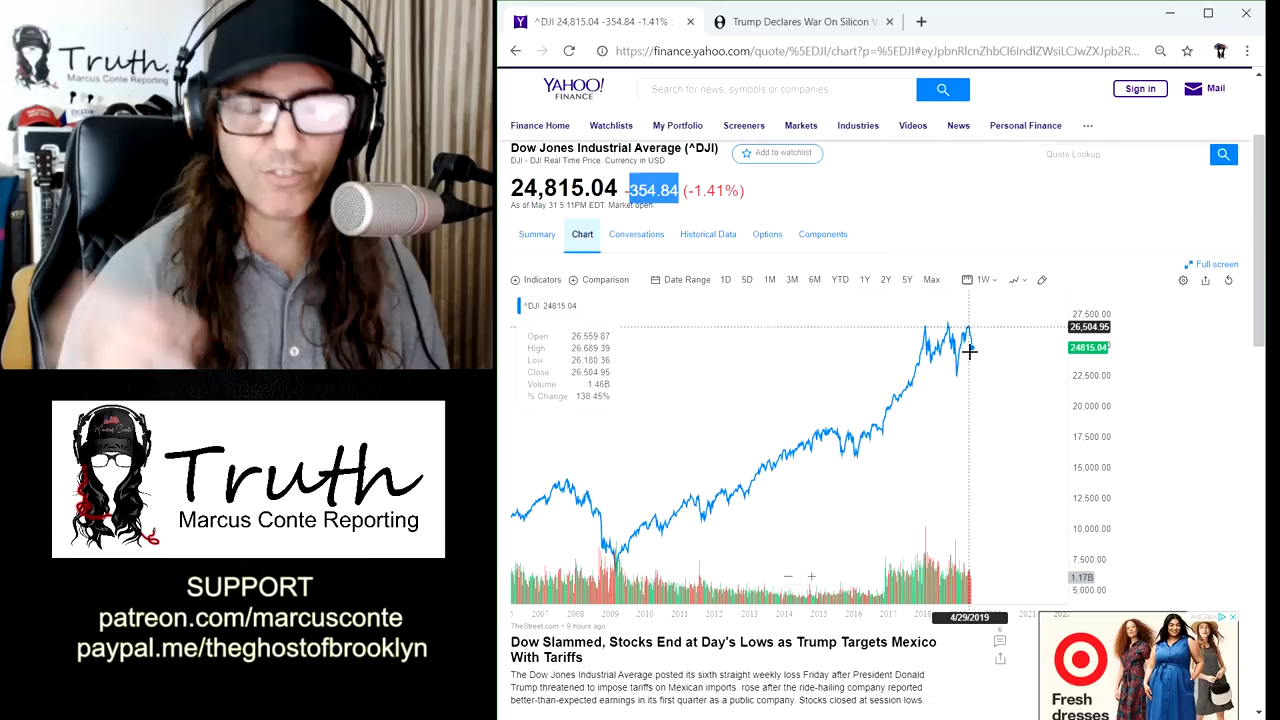 Truth.
Marcus Conte Reporting
Truth
Marcus Conte Reporting
SUPPORT
patreon.com/marcusconte
paypal.me/theghostofbrooklyn
^DJI 24,815.04 -354.84 -1.41% :
Trump Declares War On Silicon V
https://finance.yahoo.com/quote/%5EDJI/chart?p=%5EDJI#eyJpbnRlcnZhbCI6IndlZWsiLCJwZXJpb2R...
YAHOO!
FINANCE
Search for news, symbols or companies
Sign in
Mail
Finance Home Watchlists My Portfolio Screeners Markets Industries Videos News Personal Finance ...
Dow Jones Industrial Average (^DJI)
Add to watchlist
Quote Lookup
DJI - DJI Real Time Price. Currency in USD
24,815.04 -354.84 (-1.41%)
As of May 31 5:11PM EDT. Market open.
Summary Chart Conversations Historical Data Options Components
Full screen
Indicators Comparison Date Range 1D 5D 1M 3M 6M YTD 1Y 2Y 5Y Max 1W
^DJI 24815.04
Open 26,559.87
High 26,689.39
Low 26,180.36
Close 26,504.95
Volume 1.46B
% Change 138.45%
27,500.00
26,504.95
24815.04
22,500.00
20,000.00
17,500.00
15,000.00
12,500.00
10,000.00
7,500.00
1.17B
5,000.00
2007 2008 2009 2010 2011 2012 2013 2014 2015 2016 2017 2018 2021
4/29/2019
TheStreet.com • 9 hours ago
Dow Slammed, Stocks End at Day's Lows as Trump Targets Mexico
With Tariffs
6
The Dow Jones Industrial Average posted its sixth straight weekly loss Friday after President Donald
Trump threatened to impose tariffs on Mexican imports. rose after the ride-hailing company reported
better-than-expected earnings in its first quarter as a public company. Stocks closed at session lows...
AdChoices
Fresh
dresses